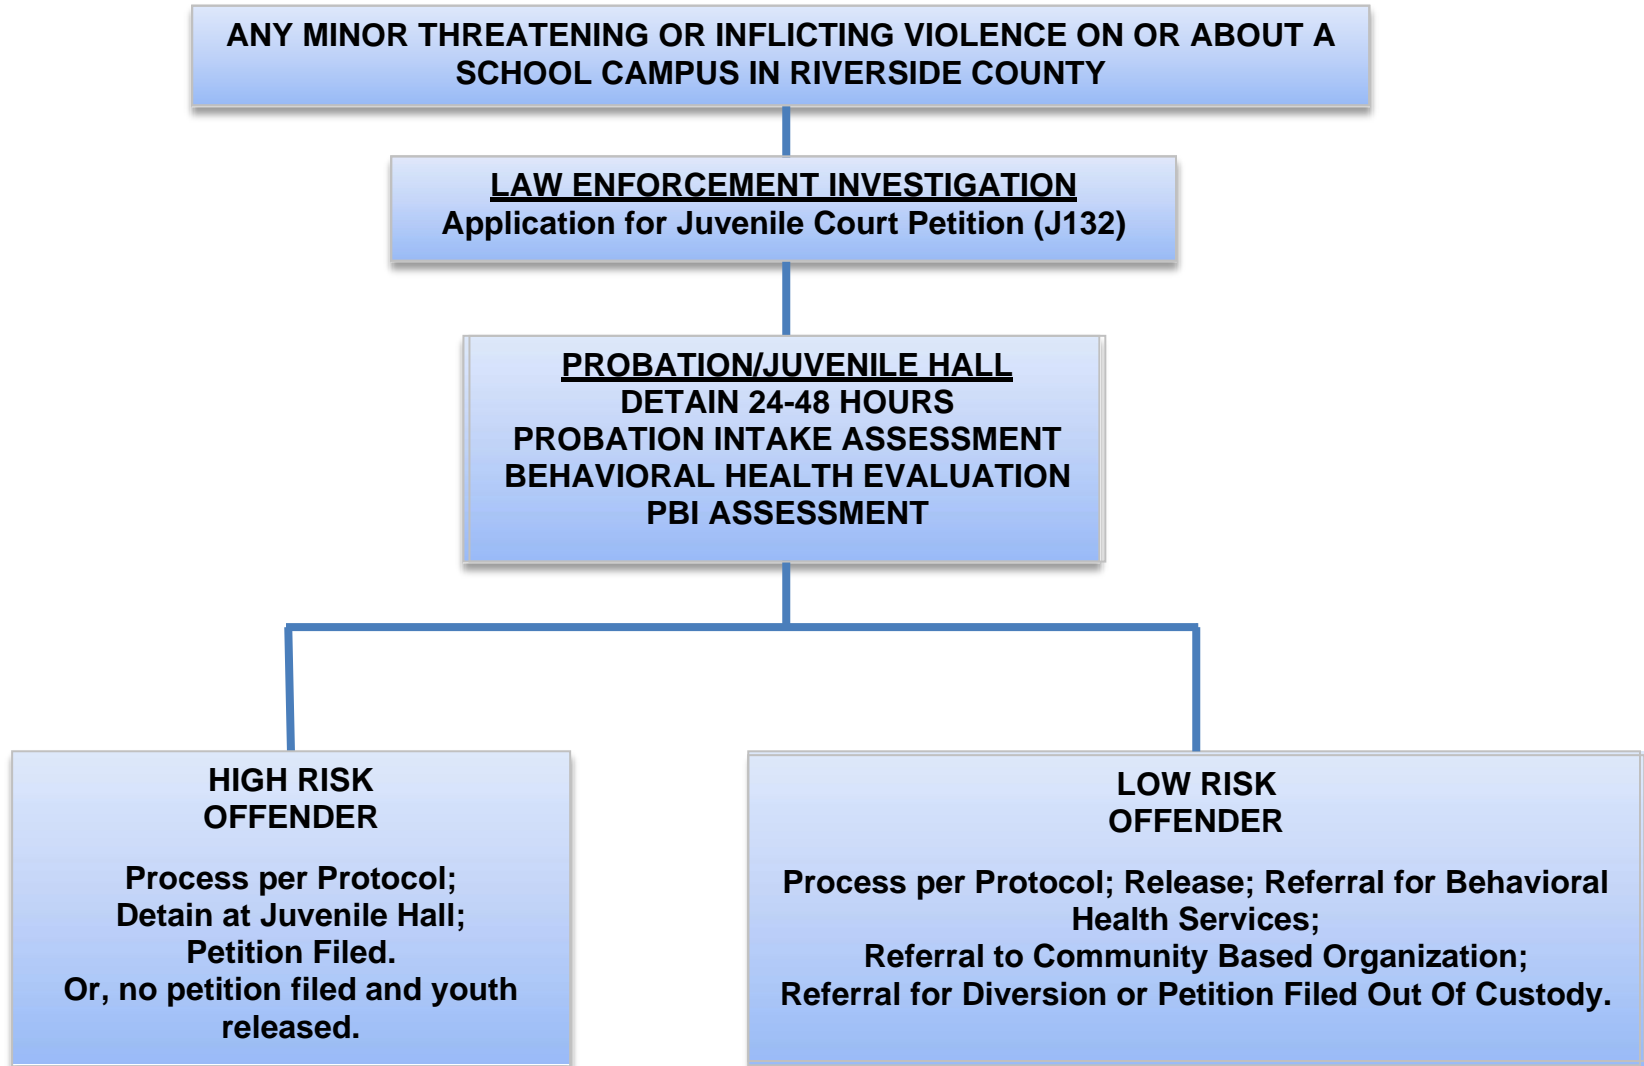 ANY MINOR THREATENING OR INFLICTING VIOLENCE ON OR ABOUT A
SCHOOL CAMPUS IN RIVERSIDE COUNTY
LAW ENFORCEMENT INVESTIGATION
Application for Juvenile Court Petition (J132)
PROBATION/JUVENILE HALL
DETAIN 24-48 HOURS
PROBATION INTAKE ASSESSMENT
BEHAVIORAL HEALTH EVALUATION
PBI ASSESSMENT
HIGH RISK
OFFENDER
Process per Protocol;
Detain at Juvenile Hall;
Petition Filed.
Or, no petition filed and youth
released.
LOW RISK
OFFENDER
Process per Protocol; Release; Referral for Behavioral
Health Services;
Referral to Community Based Organization;
Referral for Diversion or Petition Filed Out Of Custody.